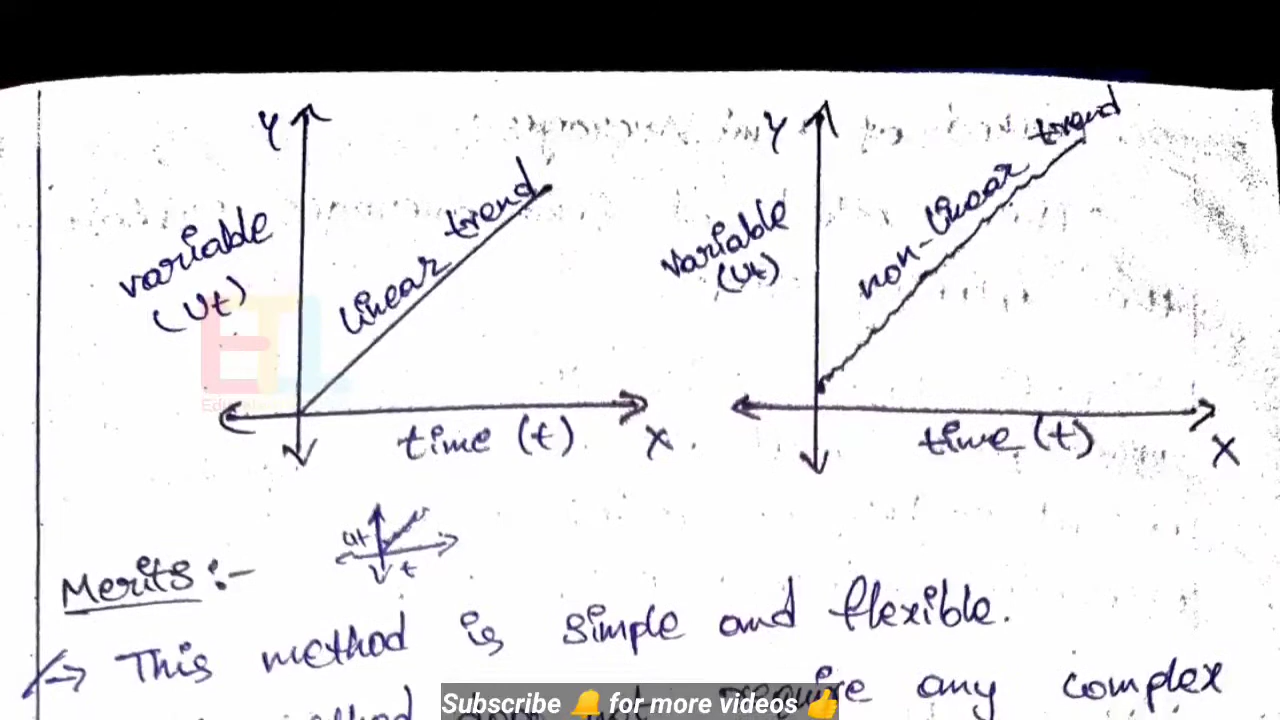 Y
variable
(Ut)
linear trend
time (t)
X
Y
variable
(Ut)
non-linear trend
time (t)
X
Ut
t
Merits :-
→ This method is simple and flexible.
require any complex
Subscribe 🔔 for more videos 👍